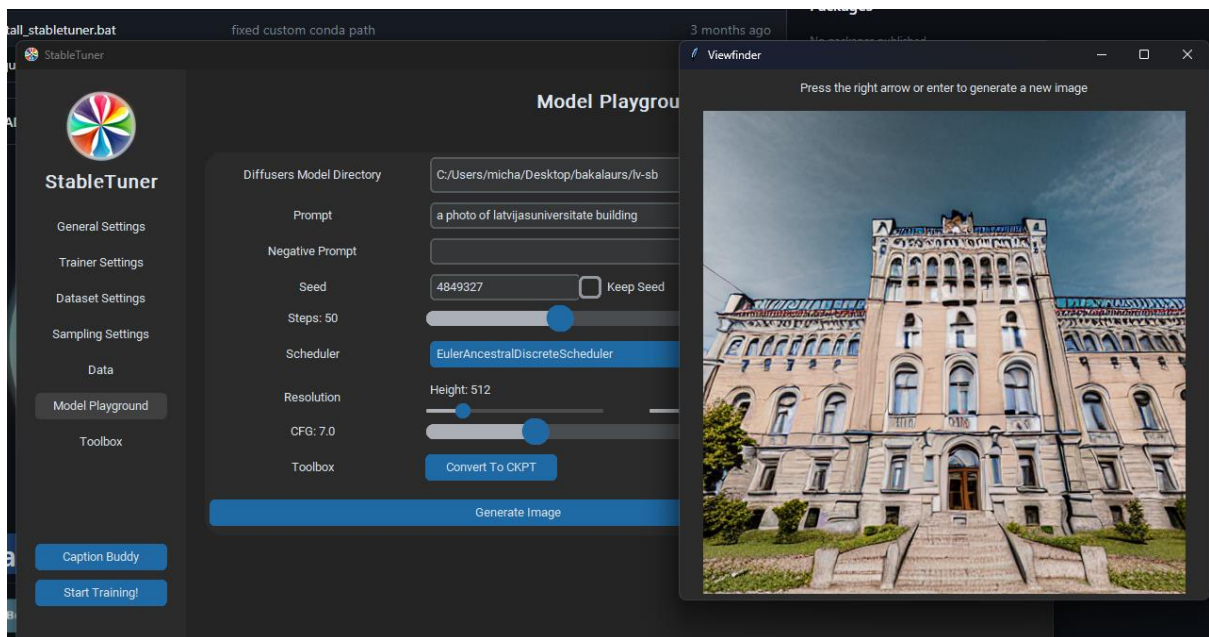 tall_stabletuner.bat
fixed custom conda path
3 months ago
Packages
No packages published
StableTuner
StableTuner
General Settings
Trainer Settings
Dataset Settings
Sampling Settings
Data
Model Playground
Toolbox
Caption Buddy
Start Training!
Model Playgrou
Diffusers Model Directory
C:/Users/micha/Desktop/bakalaurs/lv-sb
Prompt
a photo of latvijasuniversitate building
Negative Prompt
Seed
4849327
Keep Seed
Steps: 50
Scheduler
EulerAncestralDiscreteScheduler
Resolution
Height: 512
CFG: 7.0
Toolbox
Convert To CKPT
Generate Image
Viewfinder
Press the right arrow or enter to generate a new image